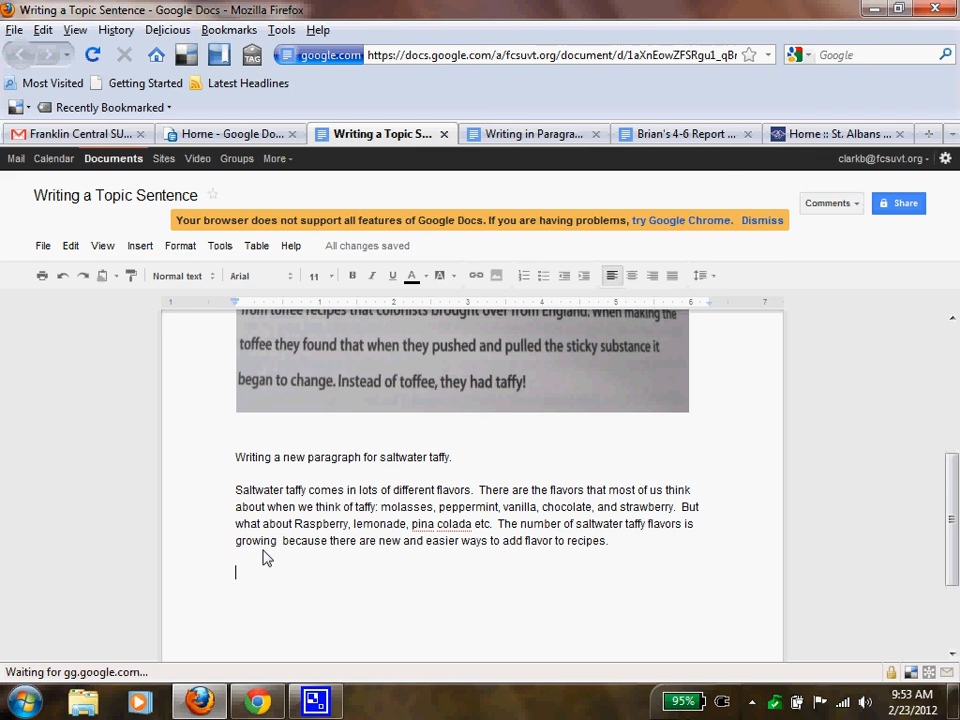 Writing a Topic Sentence - Google Docs - Mozilla Firefox
File Edit View History Delicious Bookmarks Tools Help
TAG google.com https://docs.google.com/a/fcsuvt.org/document/d/1aXnEowZFSRgu1_qBr Google
Most Visited Getting Started Latest Headlines
Recently Bookmarked
Franklin Central SU... Home - Google Do... Writing a Topic S... Writing in Paragra... Brian's 4-6 Report ... Home :: St. Albans ...
Mail Calendar Documents Sites Video Groups More clarkb@fcsuvt.org
Writing a Topic Sentence
Comments Share
Your browser does not support all features of Google Docs. If you are having problems, try Google Chrome. Dismiss
File Edit View Insert Format Tools Table Help All changes saved
Normal text Arial 11 B I U A A
1 1 2 3 4 5 6 7
from toffee recipes that colonists brought over from England. When making the
toffee they found that when they pushed and pulled the sticky substance it
began to change. Instead of toffee, they had taffy!
Writing a new paragraph for saltwater taffy.
Saltwater taffy comes in lots of different flavors. There are the flavors that most of us think
about when we think of taffy: molasses, peppermint, vanilla, chocolate, and strawberry. But
what about Raspberry, lemonade, pina colada etc. The number of saltwater taffy flavors is
growing because there are new and easier ways to add flavor to recipes.
Waiting for gg.google.com...
95% 9:53 AM
2/23/2012